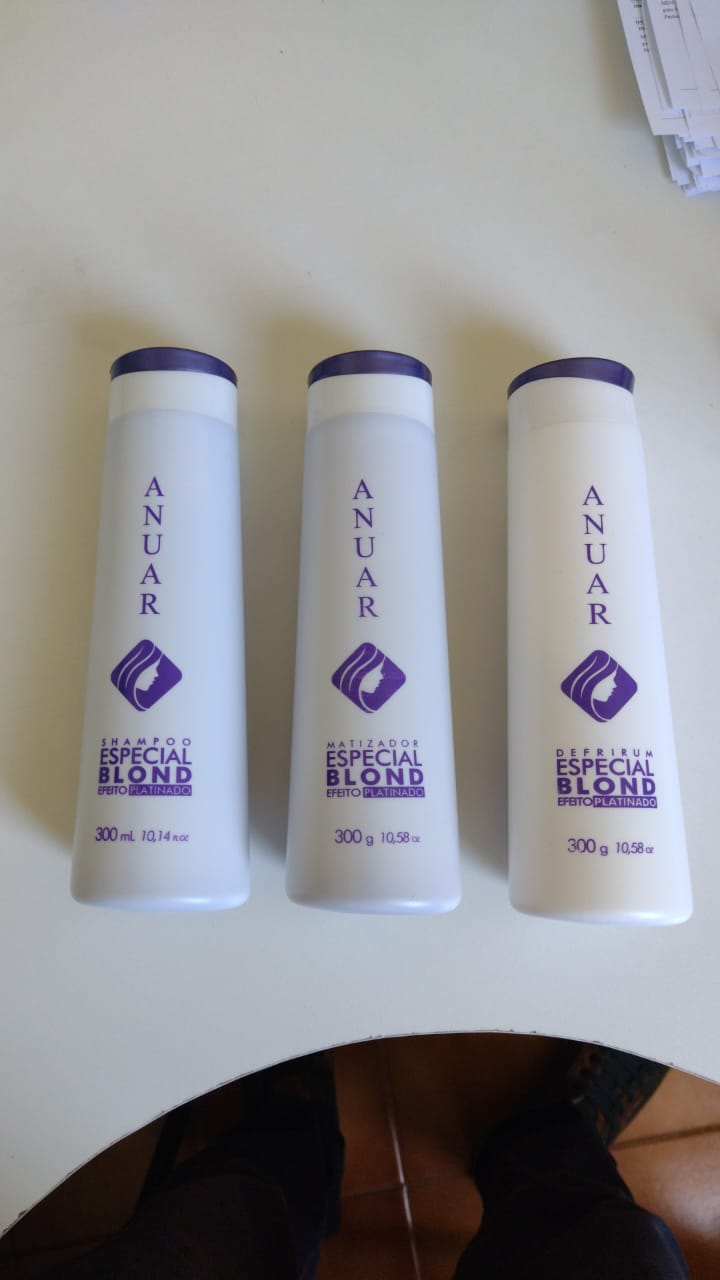 ANUAR
SHAMPOO
ESPECIAL
BLOND
EFEITO PLATINADO
300 mL 10,14 fl.oz
ANUAR
MATIZADOR
ESPECIAL
BLOND
EFEITO PLATINADO
300 g 10,58 oz
ANUAR
DEFRIRUM
ESPECIAL
BLOND
EFEITO PLATINADO
300 g 10,58 oz